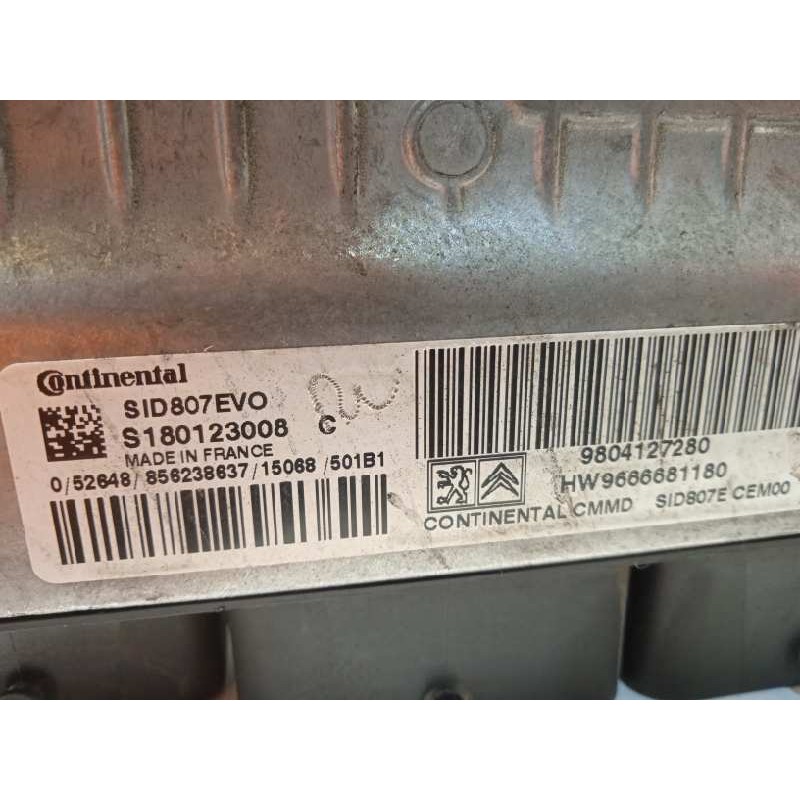 Continental
SID807EVO
S180123008 C
MADE IN FRANCE
0/52648/856238637/15068/501B1
9804127280
HW9666681180
CONTINENTAL CMMD SID807E CEM00